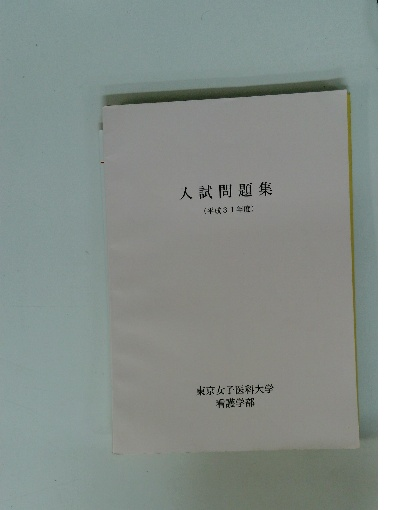 入試問題集
（平成31年度）
東京女子医科大学
看護学部